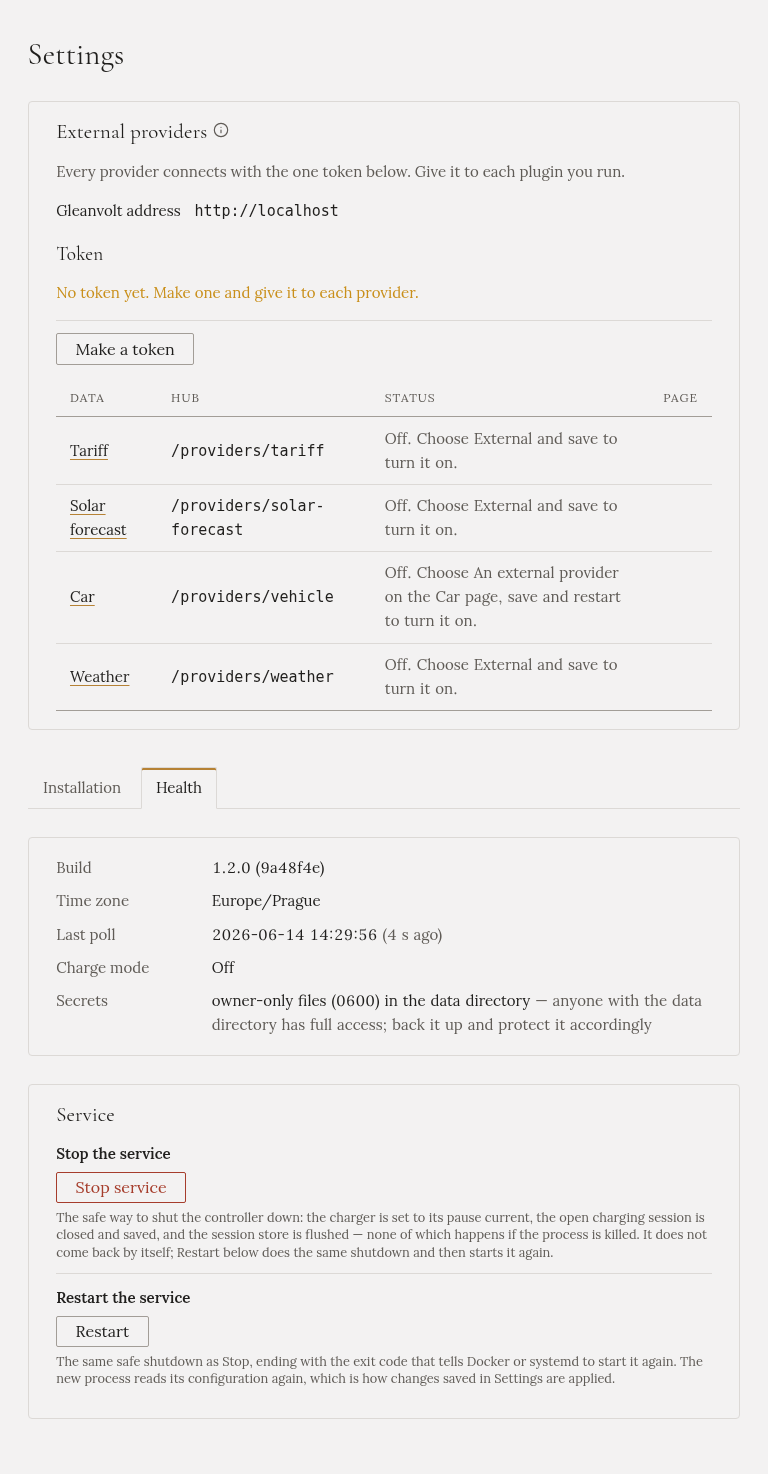 Settings
External providers
Every provider connects with the one token below. Give it to each plugin you run.
Gleanvolt address http://localhost
Token
No token yet. Make one and give it to each provider.
Make a token
DATA HUB STATUS PAGE
Tariff /providers/tariff Off. Choose External and save to
turn it on.
Solar /providers/solar- Off. Choose External and save to
forecast forecast turn it on.
Off. Choose An external provider
Car /providers/vehicle on the Car page, save and restart
to turn it on.
Weather /providers/weather Off. Choose External and save to
turn it on.
Installation Health
Build 1.2.0 (9a48f4e)
Time zone Europe/Prague
Last poll 2026-06-14 14:29:56 (4 s ago)
Charge mode Off
Secrets owner-only files (0600) in the data directory — anyone with the data
directory has full access; back it up and protect it accordingly
Service
Stop the service
Stop service
The safe way to shut the controller down: the charger is set to its pause current, the open charging session is
closed and saved, and the session store is flushed — none of which happens if the process is killed. It does not
come back by itself; Restart below does the same shutdown and then starts it again.
Restart the service
Restart
The same safe shutdown as Stop, ending with the exit code that tells Docker or systemd to start it again. The
new process reads its configuration again, which is how changes saved in Settings are applied.